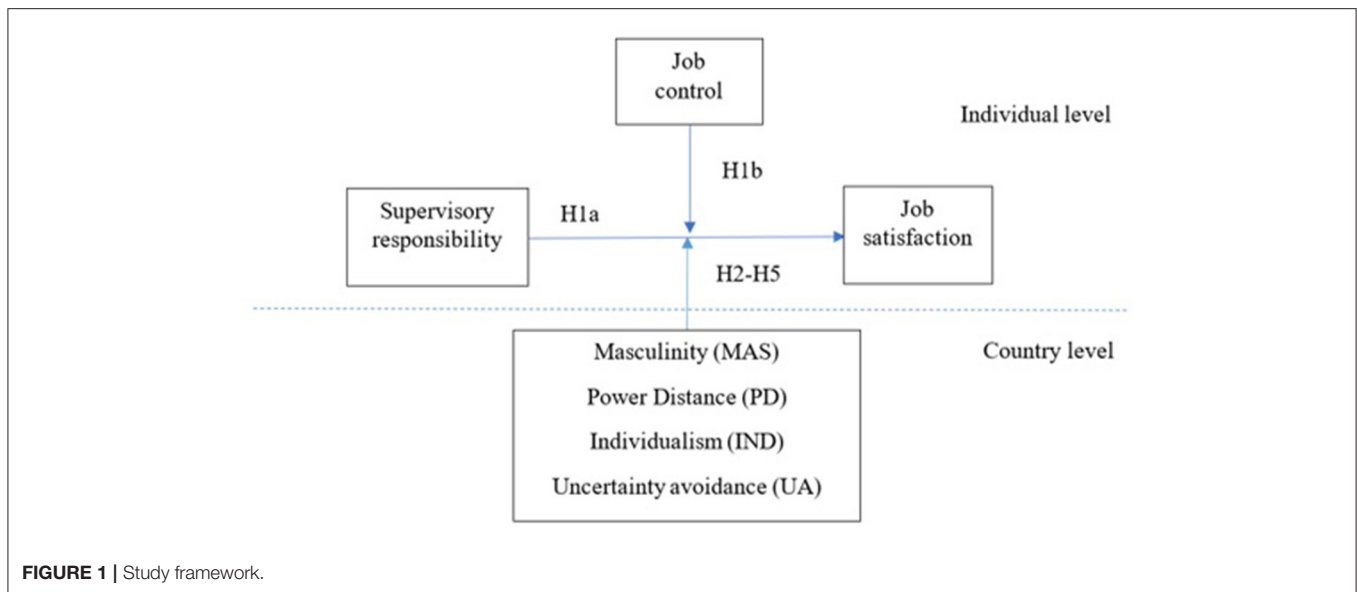 Job
control
Individual level
H1b
Supervisory
responsibility
H1a
Job
satisfaction
H2-H5
Masculinity (MAS)
Country level
Power Distance (PD)
Individualism (IND)
Uncertainty avoidance (UA)
FIGURE 1 | Study framework.